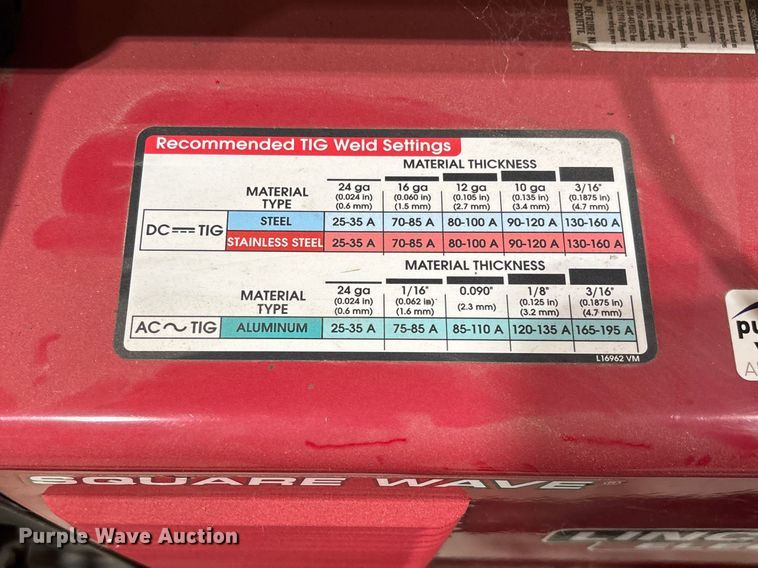 Recommended TIG Weld Settings
MATERIAL THICKNESS
MATERIAL TYPE 24 ga 16 ga 12 ga 10 ga 3/16"
(0.024 in) (0.060 in) (0.105 in) (0.135 in) (0.1875 in)
(0.6 mm) (1.5 mm) (2.7 mm) (3.4 mm) (4.7 mm)
DC TIG STEEL 25-35 A 70-85 A 80-100 A 90-120 A 130-160 A
STAINLESS STEEL 25-35 A 70-85 A 80-100 A 90-120 A 130-160 A
MATERIAL THICKNESS
MATERIAL TYPE 24 ga 1/16" 0.090" 1/8" 3/16"
(0.024 in) (0.062 in) (2.3 mm) (0.125 in) (0.1875 in)
(0.6 mm) (1.6 mm) (3.2 mm) (4.7 mm)
AC TIG ALUMINUM 25-35 A 75-85 A 85-110 A 120-135 A 165-195 A
L16962 VM
SQUARE WAVE®
Purple Wave Auction
LINC